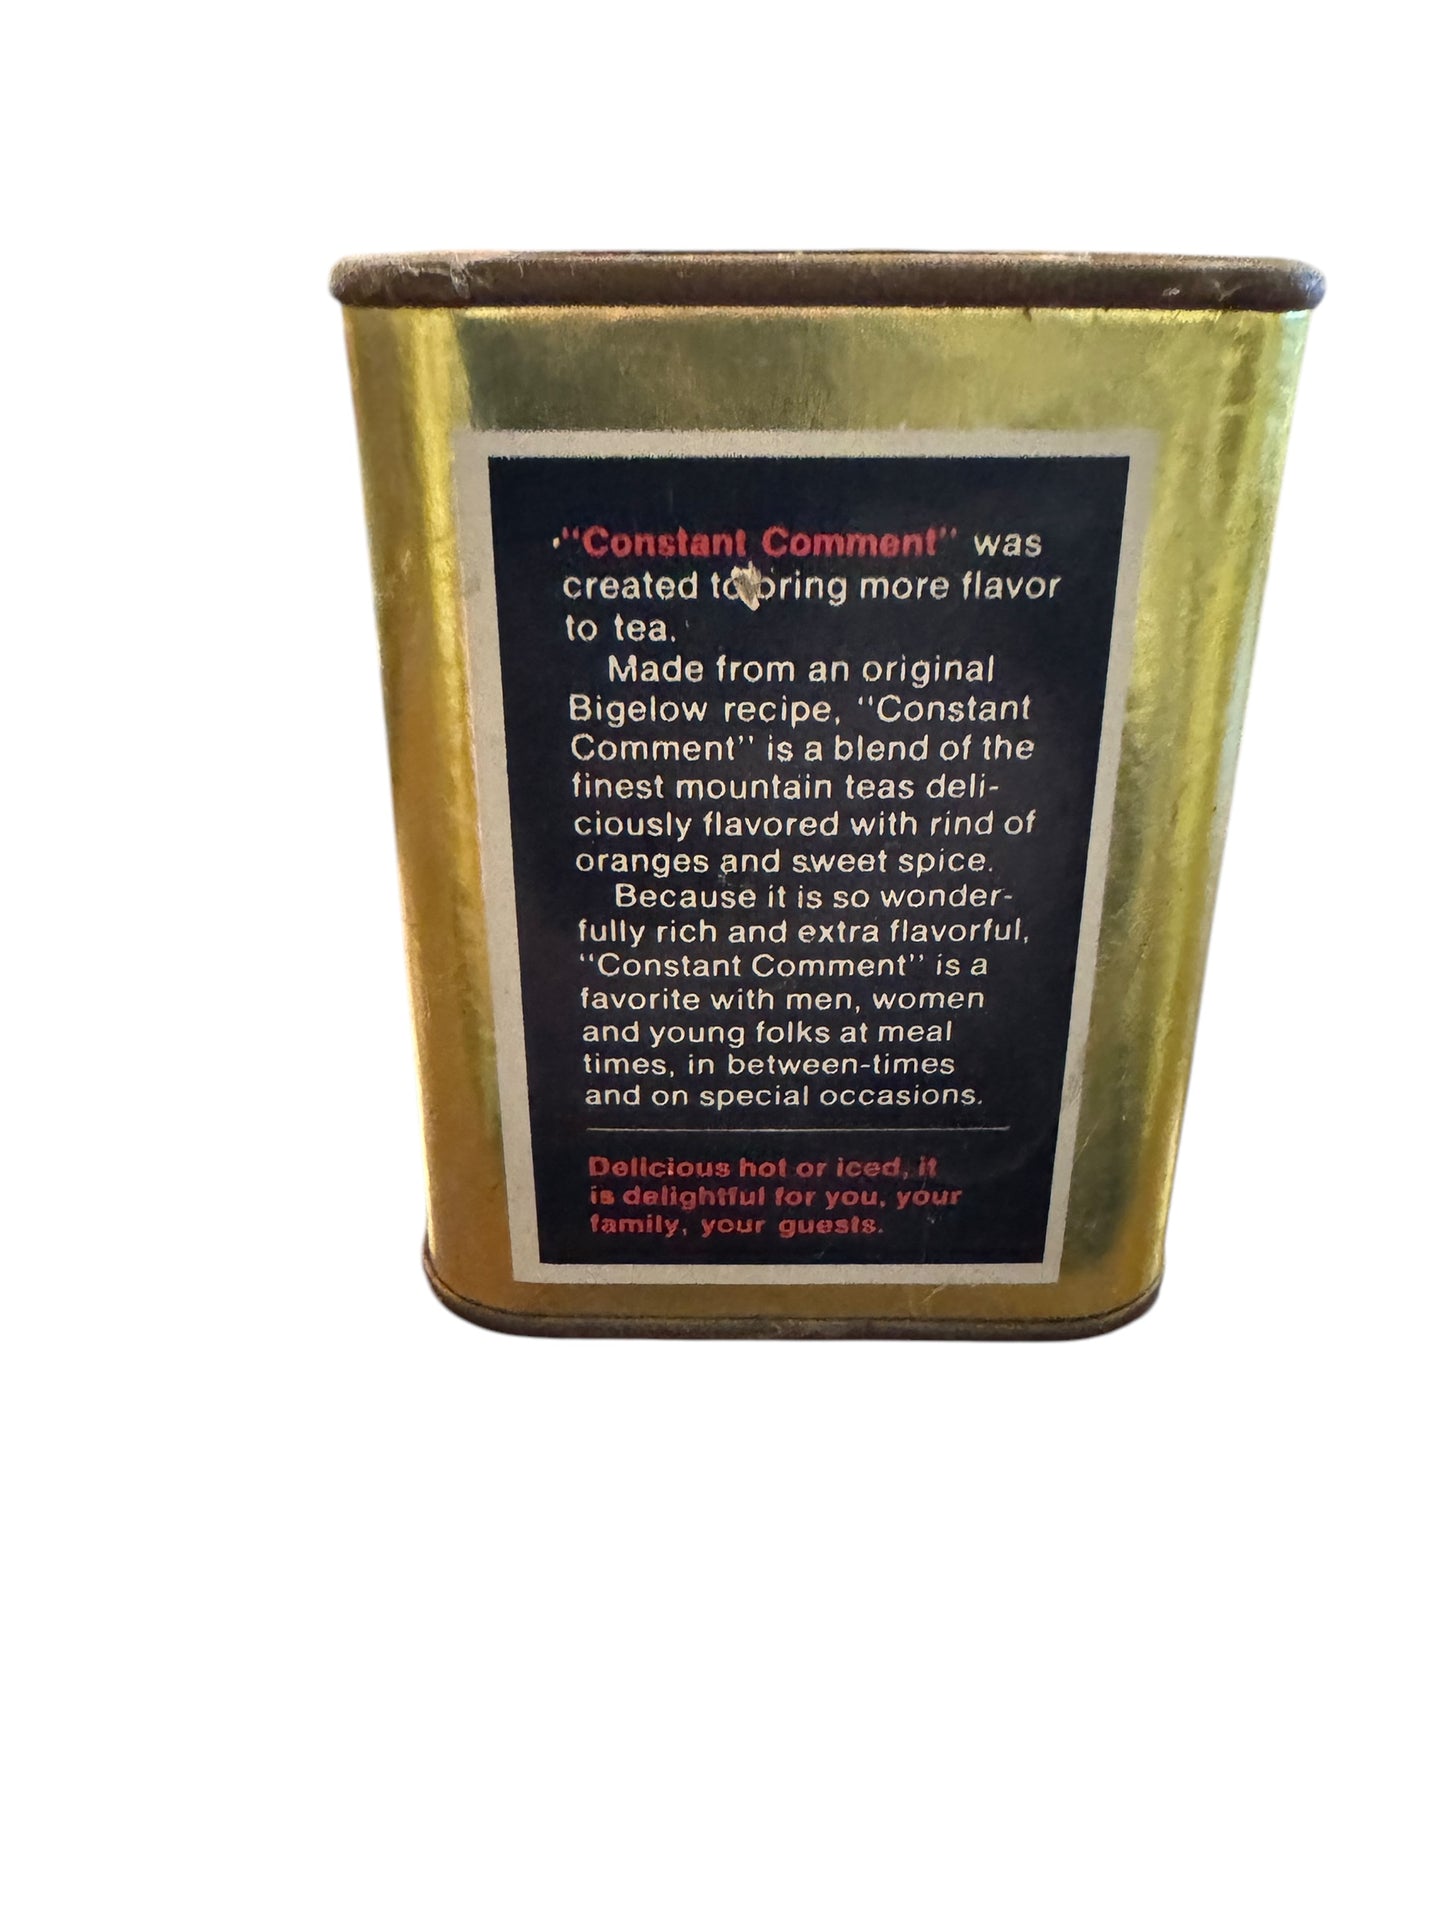 "Constant Comment" was
created to bring more flavor
to tea.
Made from an original
Bigelow recipe, "Constant
Comment" is a blend of the
finest mountain teas deli-
ciously flavored with rind of
oranges and sweet spice.
Because it is so wonder-
fully rich and extra flavorful,
"Constant Comment" is a
favorite with men, women
and young folks at meal
times, in between-times
and on special occasions.
Delicious hot or iced, it
is delightful for you, your
family, your guests.